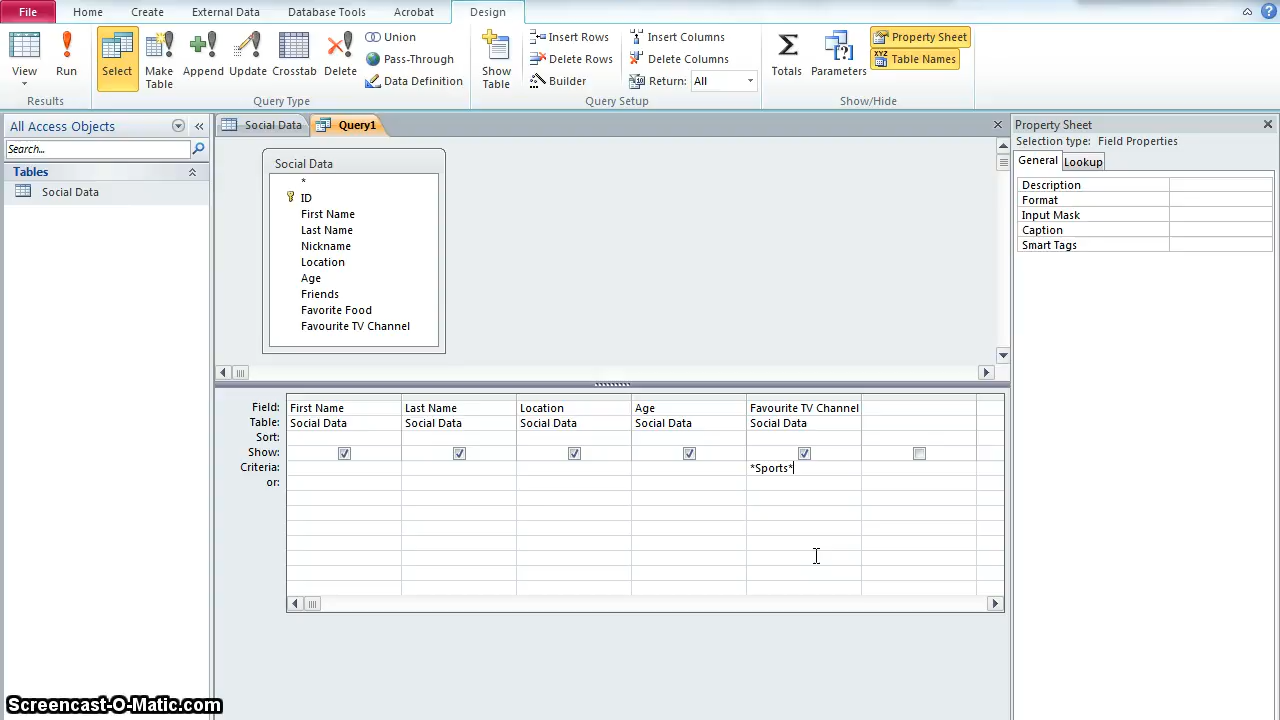 File Home Create External Data Database Tools Acrobat Design
View Run Select Make Table Append Update Crosstab Delete
Union
Pass-Through
Data Definition
Show Table
Insert Rows
Delete Rows
Builder
Insert Columns
Delete Columns
Return: All
Totals Parameters
Property Sheet
XYZ Table Names
Results Query Type Query Setup Show/Hide
All Access Objects
Search...
Tables
Social Data
Social Data Query1
Social Data
*
ID
First Name
Last Name
Nickname
Location
Age
Friends
Favorite Food
Favourite TV Channel
Field: First Name Last Name Location Age Favourite TV Channel
Table: Social Data Social Data Social Data Social Data Social Data
Sort:
Show:
Criteria: *Sports*
or:
Property Sheet
Selection type: Field Properties
General Lookup
Description
Format
Input Mask
Caption
Smart Tags
Screencast-O-Matic.com